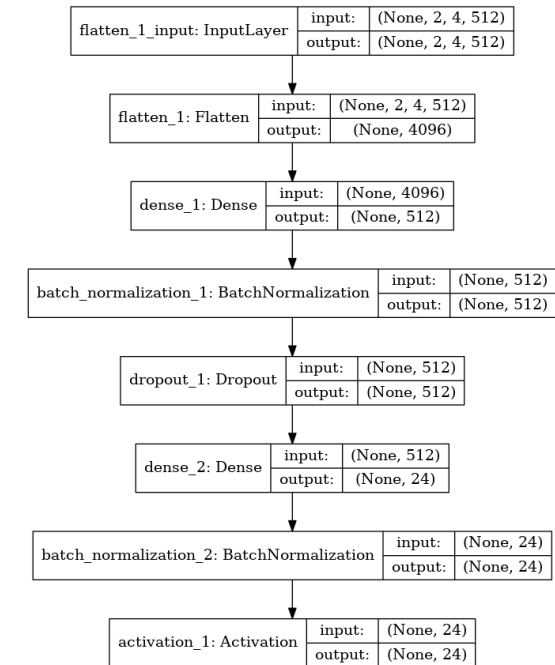 flatten_1_input: InputLayer
input: (None, 2, 4, 512)
output: (None, 2, 4, 512)
flatten_1: Flatten
input: (None, 2, 4, 512)
output: (None, 4096)
dense_1: Dense
input: (None, 4096)
output: (None, 512)
batch_normalization_1: BatchNormalization
input: (None, 512)
output: (None, 512)
dropout_1: Dropout
input: (None, 512)
output: (None, 512)
dense_2: Dense
input: (None, 512)
output: (None, 24)
batch_normalization_2: BatchNormalization
input: (None, 24)
output: (None, 24)
activation_1: Activation
input: (None, 24)
output: (None, 24)